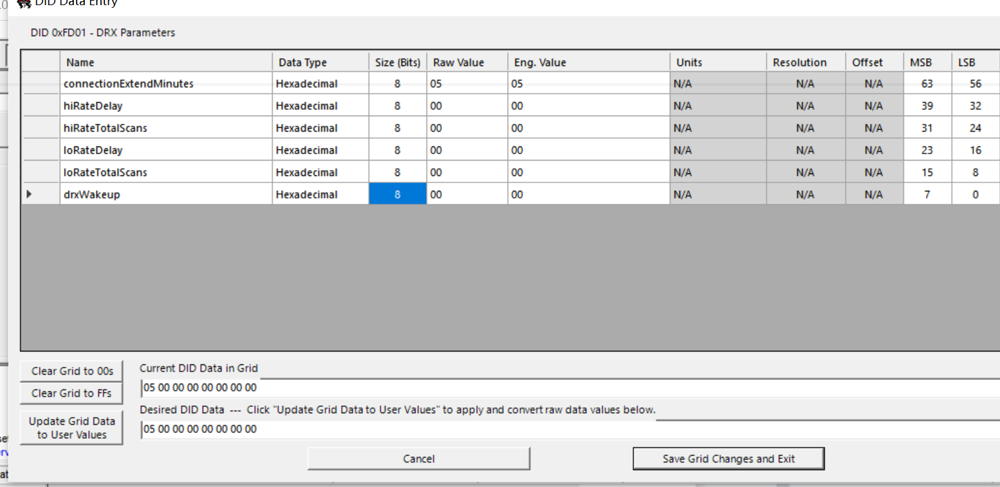 DID Data Entry
DID 0xFD01 - DRX Parameters
Name Data Type Size (Bits) Raw Value Eng. Value Units Resolution Offset MSB LSB
connectionExtendMinutes Hexadecimal 8 05 05 N/A N/A N/A 63 56
hiRateDelay Hexadecimal 8 00 00 N/A N/A N/A 39 32
hiRateTotalScans Hexadecimal 8 00 00 N/A N/A N/A 31 24
loRateDelay Hexadecimal 8 00 00 N/A N/A N/A 23 16
loRateTotalScans Hexadecimal 8 00 00 N/A N/A N/A 15 8
drxWakeup Hexadecimal 8 00 00 N/A N/A N/A 7 0
Clear Grid to 00s
Clear Grid to FFs
Update Grid Data
to User Values
Current DID Data in Grid
05 00 00 00 00 00 00 00
Desired DID Data --- Click "Update Grid Data to User Values" to apply and convert raw data values below.
05 00 00 00 00 00 00 00
Cancel Save Grid Changes and Exit